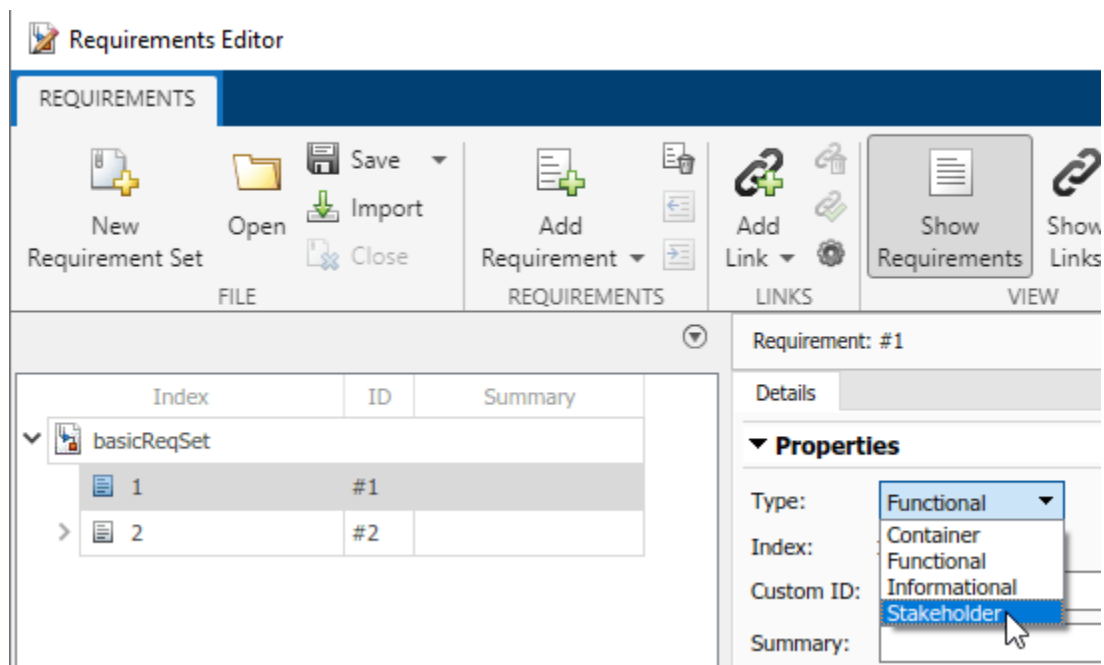 Requirements Editor
REQUIREMENTS
New
Requirement Set
Open
Save
Import
Close
Add
Requirement
Add
Link
Show
Requirements
Show
Links
FILE
REQUIREMENTS
LINKS
VIEW
Index ID Summary
basicReqSet
1 #1
2 #2
Requirement: #1
Details
Properties
Type: Functional
Container
Functional
Informational
Stakeholder
Index:
Custom ID:
Summary: